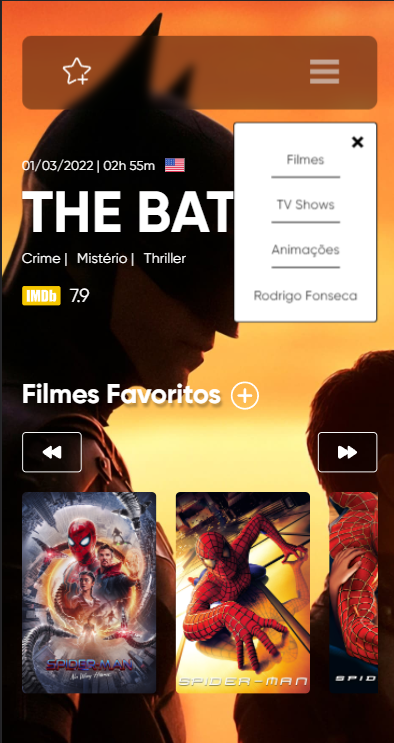 Filmes
TV Shows
Animações
Rodrigo Fonseca
01/03/2022 | 02h 55m
THE BAT
Crime | Mistério | Thriller
IMDb 7.9
Filmes Favoritos
SPIDER-MAN
No Way Home
SPIDER-MAN
SPID